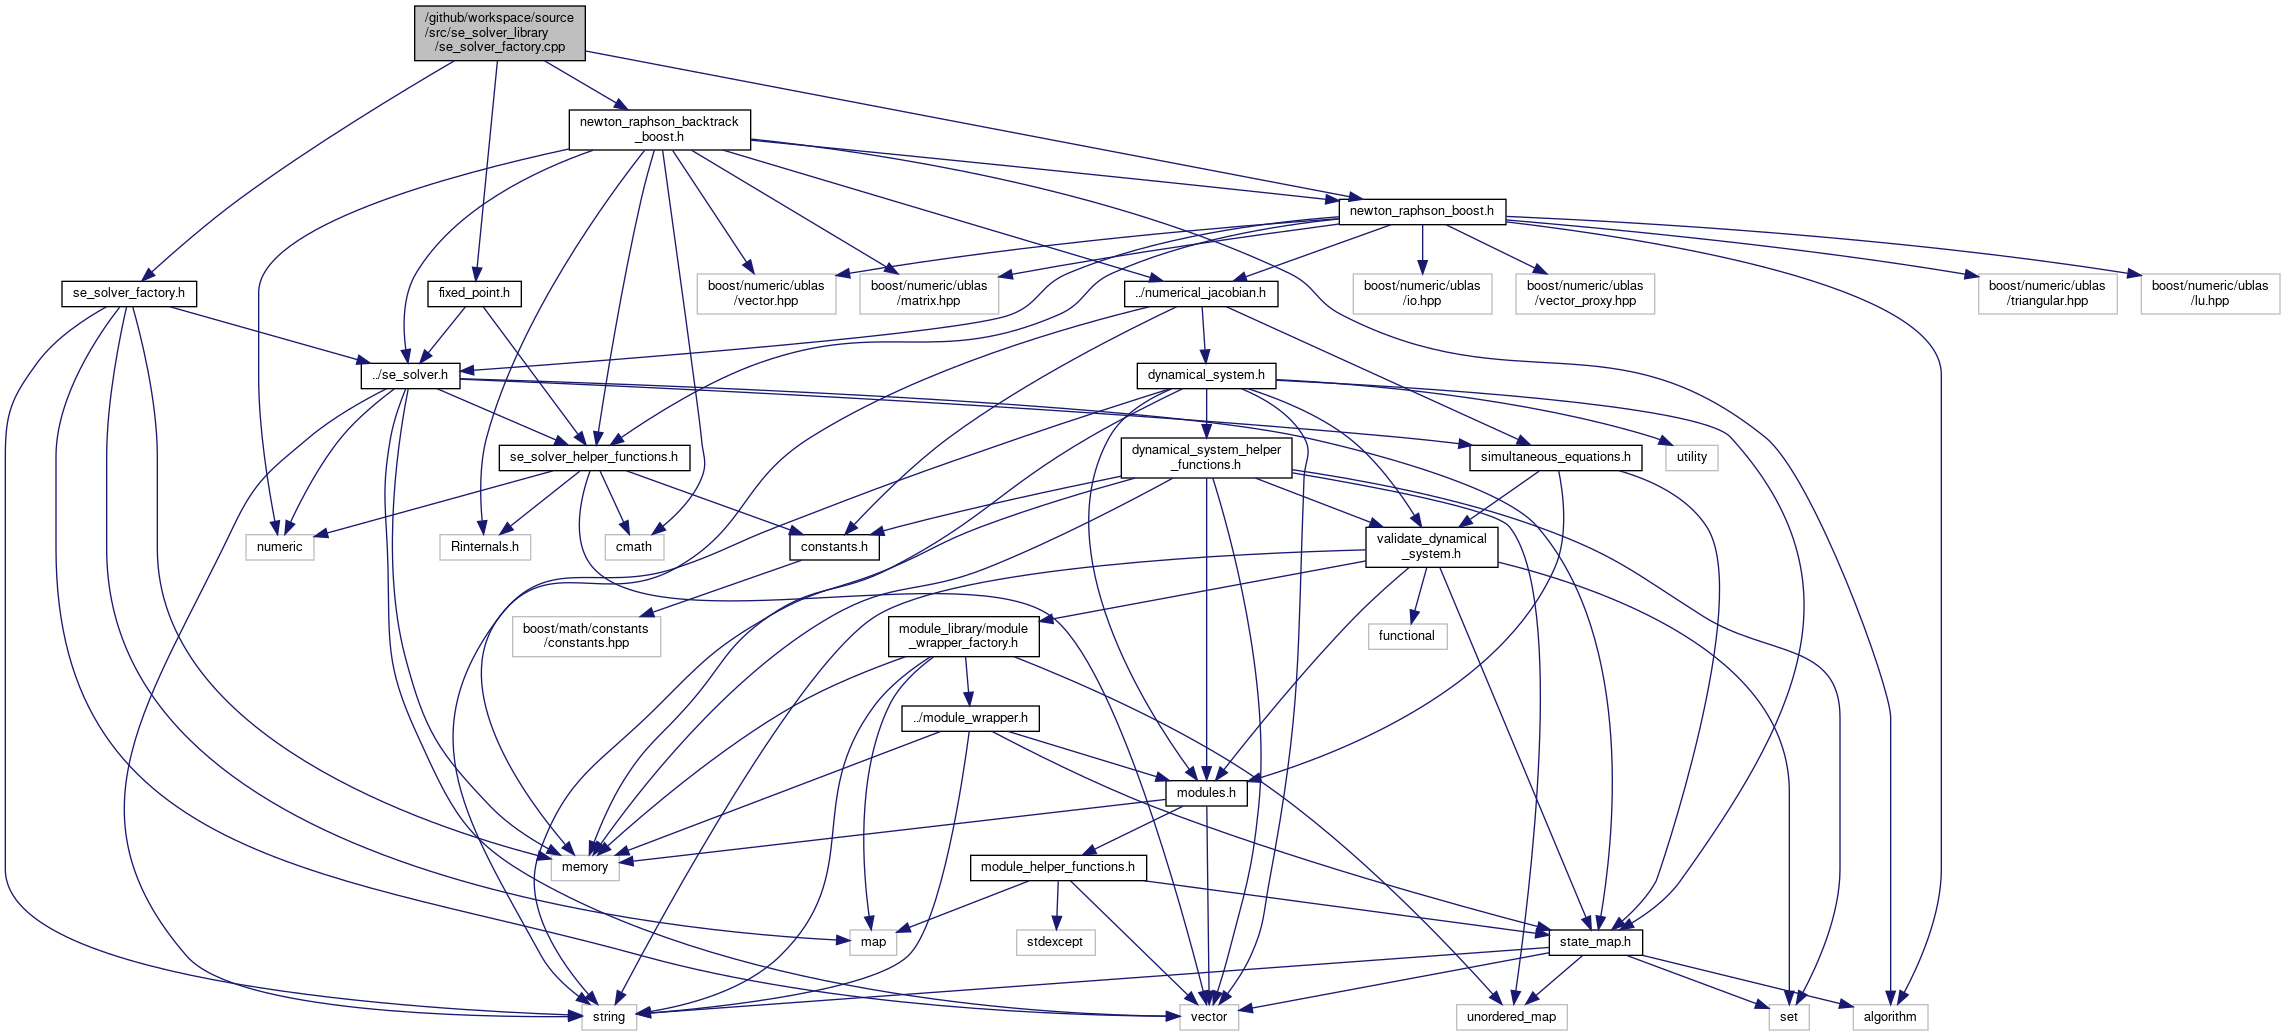 /github/workspace/source
/src/se_solver_library
/se_solver_factory.cpp
newton_raphson_backtrack
_boost.h
newton_raphson_boost.h
se_solver_factory.h
fixed_point.h
boost/numeric/ublas
/vector.hpp
boost/numeric/ublas
/matrix.hpp
../numerical_jacobian.h
boost/numeric/ublas
/io.hpp
boost/numeric/ublas
/vector_proxy.hpp
boost/numeric/ublas
/triangular.hpp
boost/numeric/ublas
/lu.hpp
../se_solver.h
dynamical_system.h
se_solver_helper_functions.h
dynamical_system_helper
_functions.h
simultaneous_equations.h
utility
numeric
Rinternals.h
cmath
constants.h
validate_dynamical
_system.h
boost/math/constants
/constants.hpp
module_library/module
_wrapper_factory.h
functional
../module_wrapper.h
modules.h
memory
module_helper_functions.h
map
stdexcept
state_map.h
string
vector
unordered_map
set
algorithm